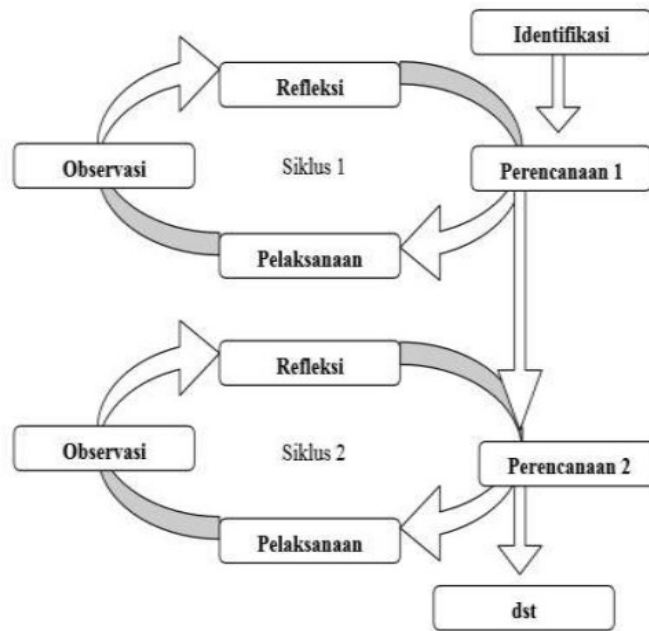 Identifikasi
Refleksi
Observasi
Siklus 1
Perencanaan 1
Pelaksanaan
Refleksi
Observasi
Siklus 2
Perencanaan 2
Pelaksanaan
dst